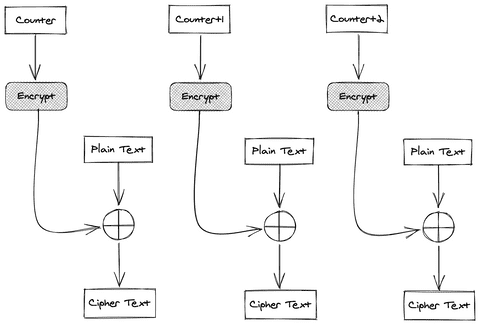 Counter
Counter+1
Counter+2
Encrypt
Encrypt
Encrypt
Plain Text
Plain Text
Plain Text
Cipher Text
Cipher Text
Cipher Text